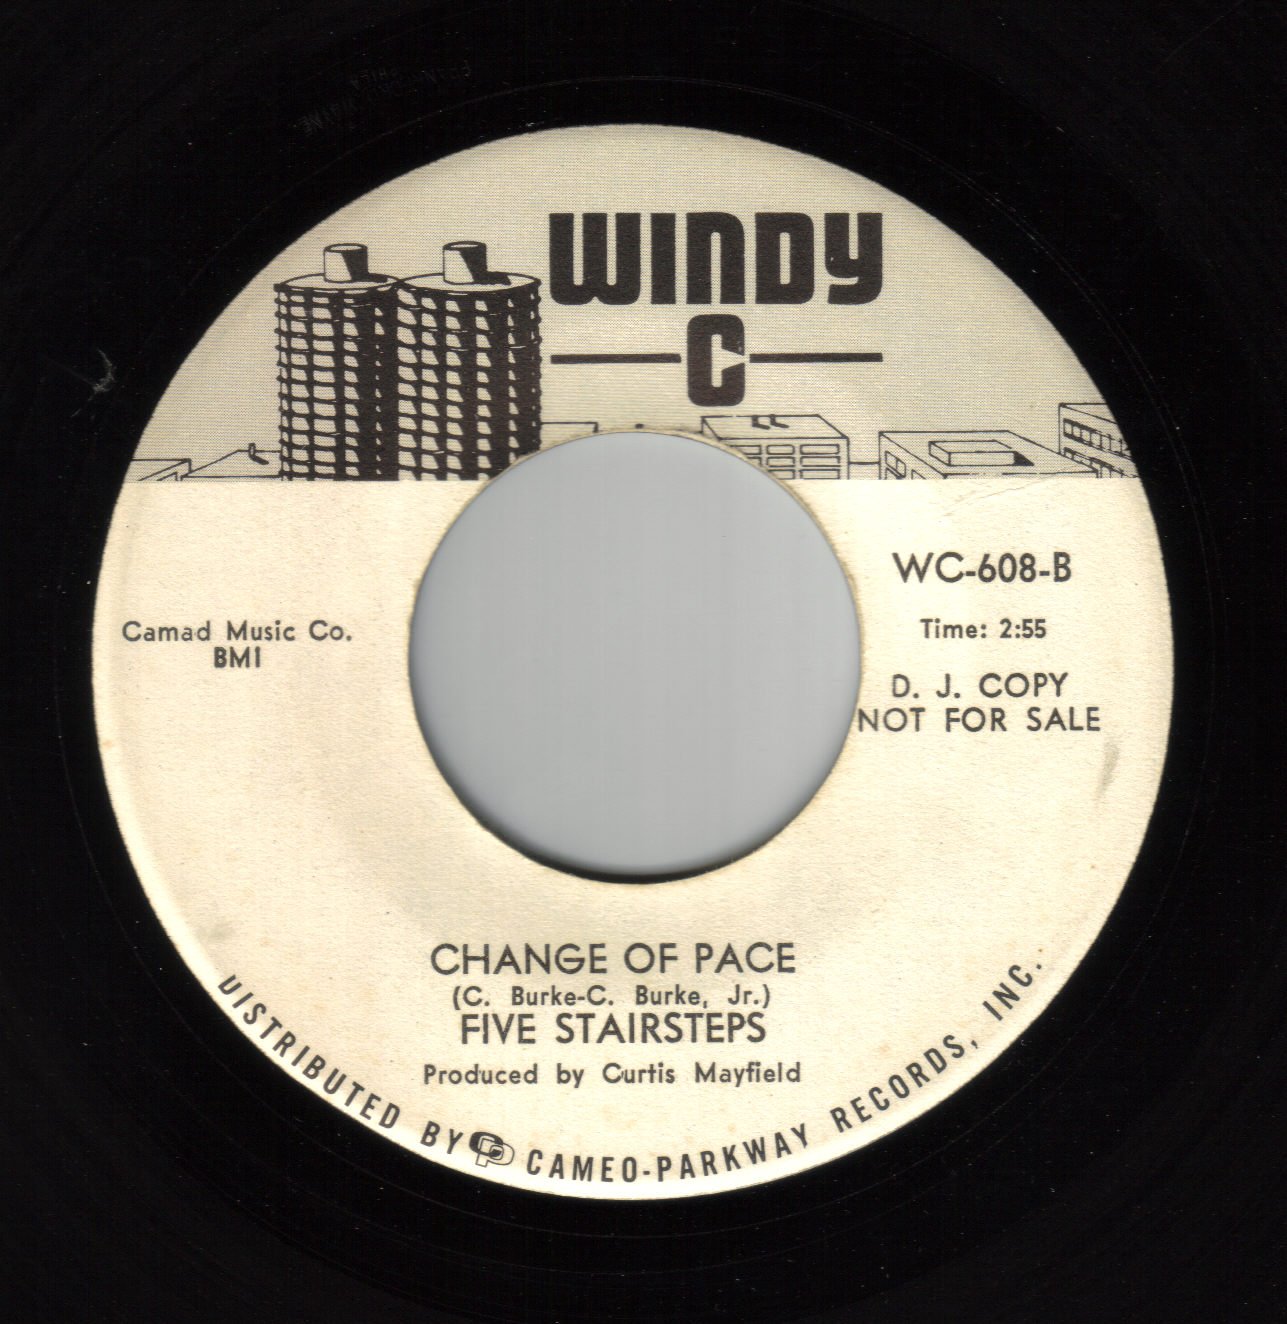 WINDY
C
WC-608-B
Camad Music Co.
BMI
Time: 2:55
D. J. COPY
NOT FOR SALE
CHANGE OF PACE
(C. Burke-C. Burke, Jr.)
FIVE STAIRSTEPS
Produced by Curtis Mayfield
DISTRIBUTED BY CP CAMEO-PARKWAY RECORDS, INC.